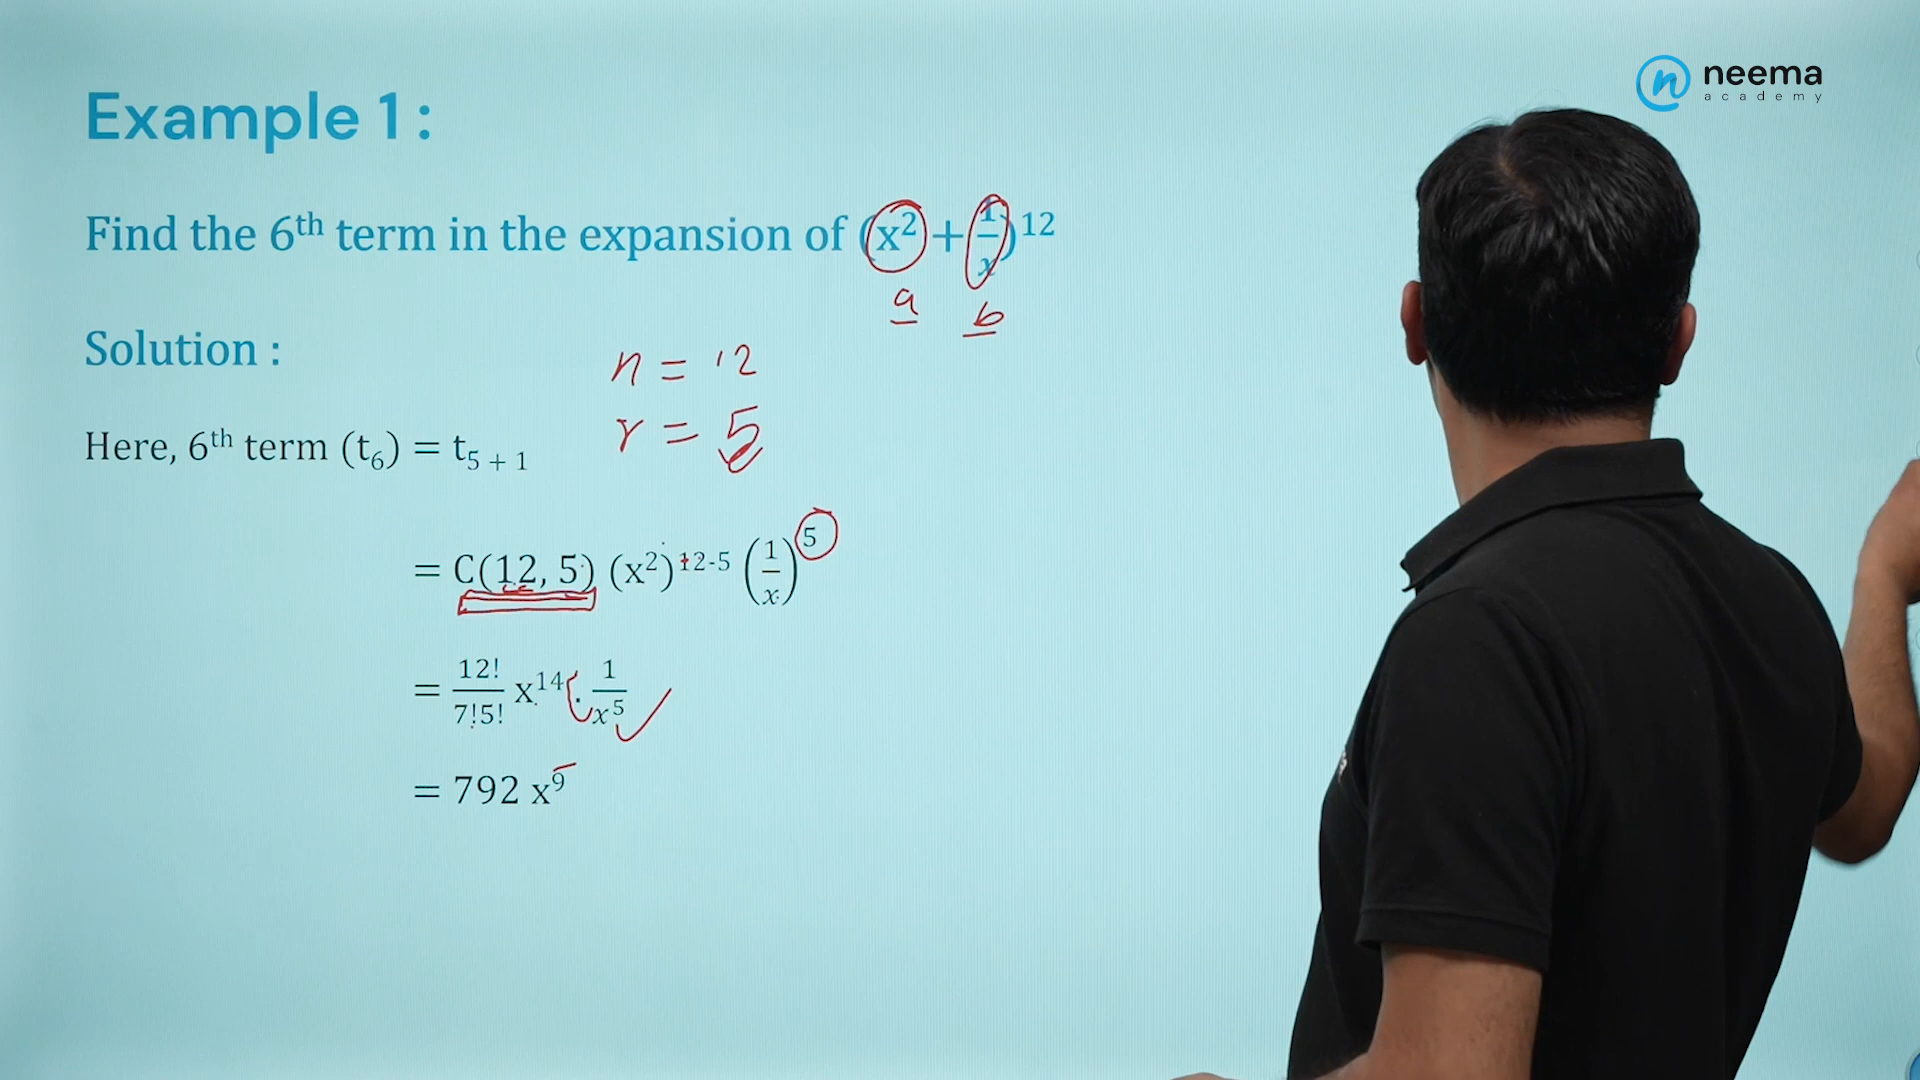 neema
academy
Example 1 :
Find the 6th term in the expansion of (x² + 1/x)¹²
a b
Solution :
n = 12
r = 5
Here, 6th term (t₆) = t₅ ₊ ₁
= C(12, 5) (x²)¹²⁻⁵ (1/x)⁵
= 12!/7!5! x¹⁴ . 1/x⁵
= 792 x⁹